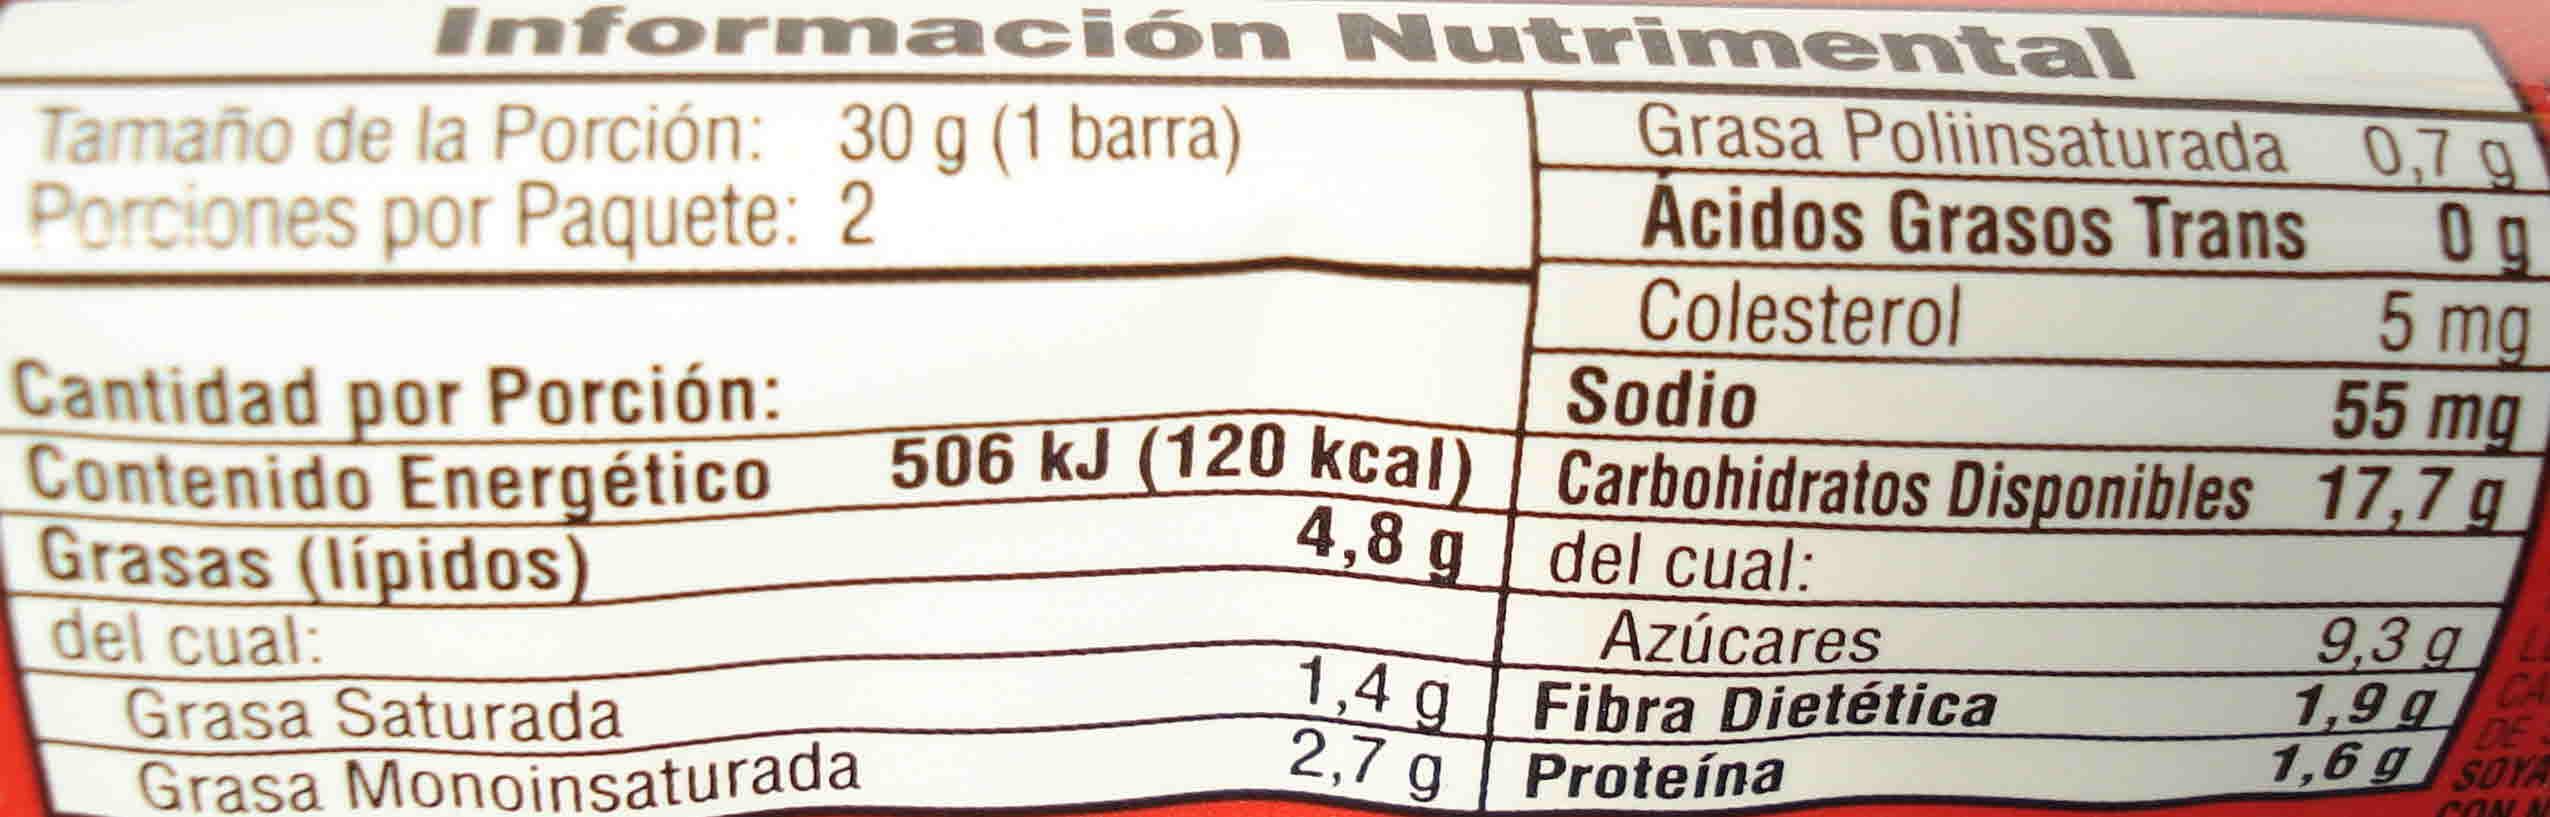 Información Nutrimental
Tamaño de la Porción: 30 g (1 barra)
Porciones por Paquete: 2
Cantidad por Porción:
Contenido Energético 506 kJ (120 kcal)
Grasas (lípidos) 4,8 g
del cual:
Grasa Saturada 1,4 g
Grasa Monoinsaturada 2,7 g
Grasa Poliinsaturada 0,7 g
Ácidos Grasos Trans 0 g
Colesterol 5 mg
Sodio 55 mg
Carbohidratos Disponibles 17,7 g
del cual:
Azúcares 9,3 g
Fibra Dietética 1,9 g
Proteína 1,6 g
DE
SOYA
CON